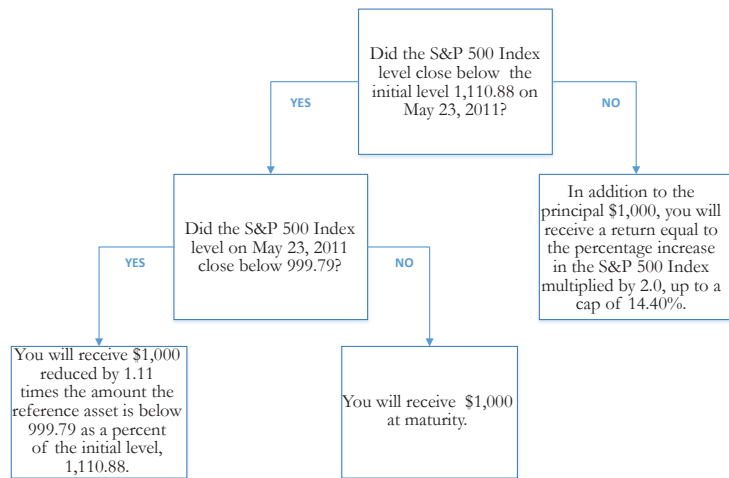 Did the S&P 500 Index
level close below the
initial level 1,110.88 on
May 23, 2011?
YES
NO
Did the S&P 500 Index
level on May 23, 2011
close below 999.79?
In addition to the
principal $1,000, you will
receive a return equal to
the percentage increase
in the S&P 500 Index
multiplied by 2.0, up to a
cap of 14.40%.
YES
NO
You will receive $1,000
reduced by 1.11
times the amount the
reference asset is below
999.79 as a percent
of the initial level,
1,110.88.
You will receive $1,000
at maturity.